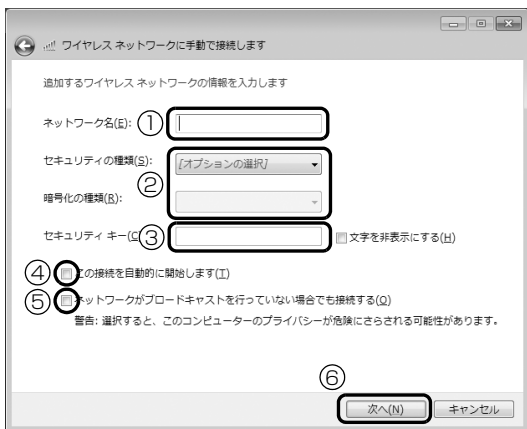 ワイヤレス ネットワークに手動で接続します
追加するワイヤレス ネットワークの情報を入力します
ネットワーク名(E): ①
セキュリティの種類(S): [オプションの選択]
②
暗号化の種類(R):
セキュリティ キー(C ③ 文字を非表示にする(H)
④ この接続を自動的に開始します(T)
⑤ ネットワークがブロードキャストを行っていない場合でも接続する(O)
警告: 選択すると、このコンピューターのプライバシーが危険にさらされる可能性があります。
⑥
次へ(N) キャンセル